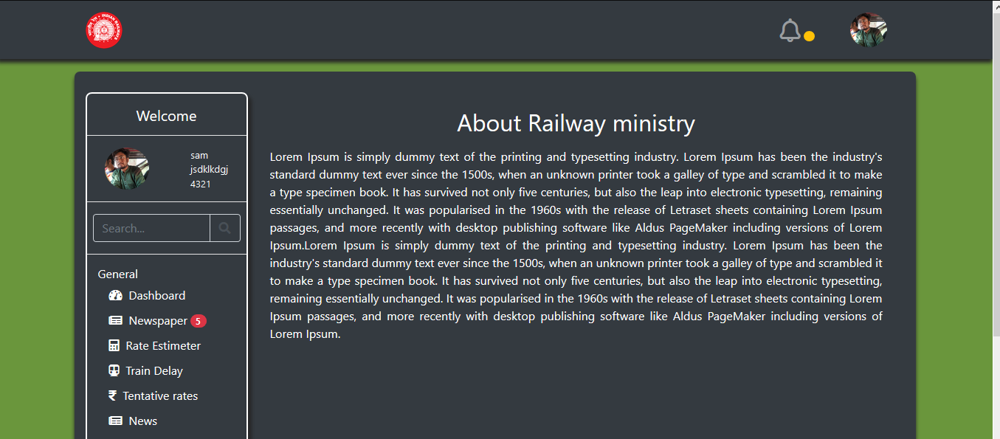 INDIAN RAILWAYS
Welcome
sam
jsdklkdgj
4321
Search...
General
Dashboard
Newspaper 5
Rate Estimeter
Train Delay
Tentative rates
News
About Railway ministry
Lorem Ipsum is simply dummy text of the printing and typesetting industry. Lorem Ipsum has been the industry's
standard dummy text ever since the 1500s, when an unknown printer took a galley of type and scrambled it to make
a type specimen book. It has survived not only five centuries, but also the leap into electronic typesetting, remaining
essentially unchanged. It was popularised in the 1960s with the release of Letraset sheets containing Lorem Ipsum
passages, and more recently with desktop publishing software like Aldus PageMaker including versions of Lorem
Ipsum.Lorem Ipsum is simply dummy text of the printing and typesetting industry. Lorem Ipsum has been the
industry's standard dummy text ever since the 1500s, when an unknown printer took a galley of type and scrambled it
to make a type specimen book. It has survived not only five centuries, but also the leap into electronic typesetting,
remaining essentially unchanged. It was popularised in the 1960s with the release of Letraset sheets containing Lorem
Ipsum passages, and more recently with desktop publishing software like Aldus PageMaker including versions of
Lorem Ipsum.